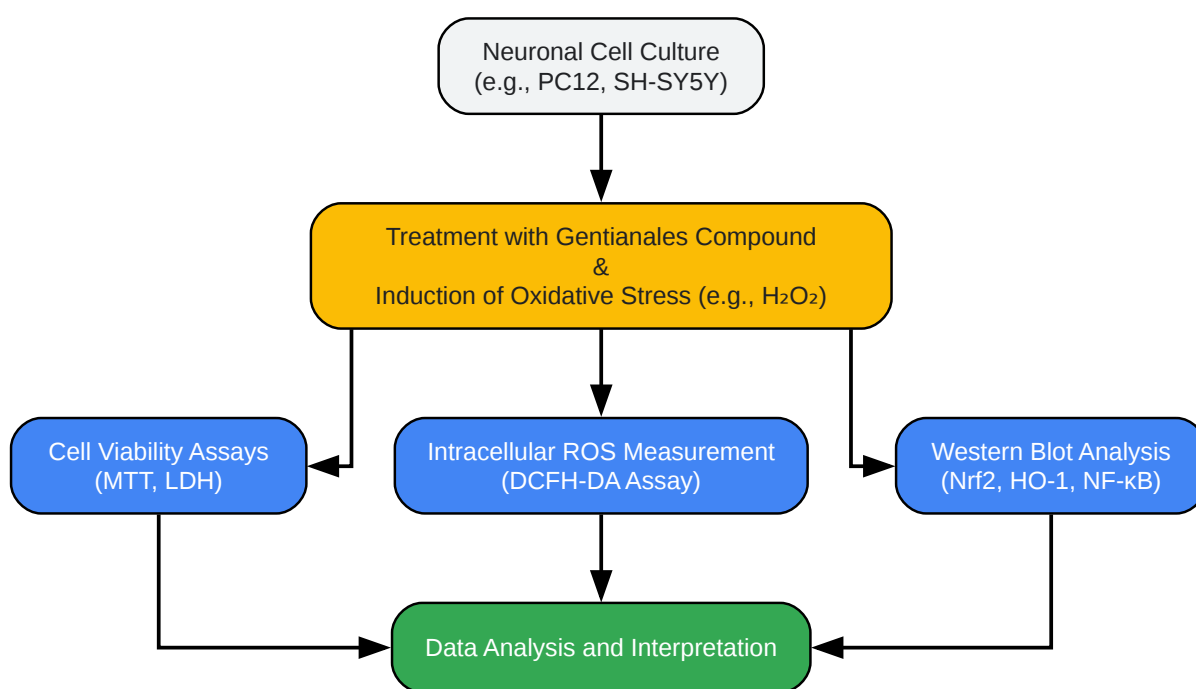 Neuronal Cell Culture
(e.g., PC12, SH-SY5Y)
Treatment with Gentianales Compound
&
Induction of Oxidative Stress (e.g., H₂O₂)
Cell Viability Assays
(MTT, LDH)
Intracellular ROS Measurement
(DCFH-DA Assay)
Western Blot Analysis
(Nrf2, HO-1, NF-κB)
Data Analysis and Interpretation